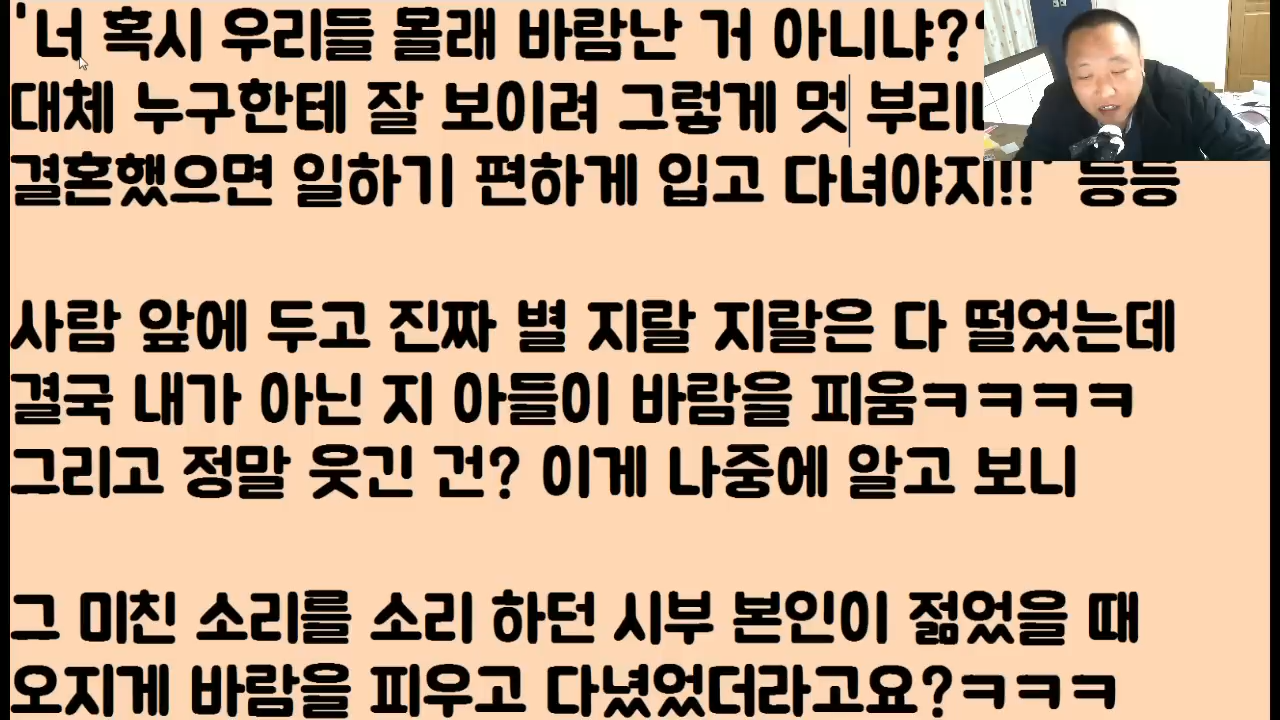 '너 혹시 우리들 몰래 바람난 거 아니냐?
대체 누구한테 잘 보이려 그렇게 멋
결혼했으면 일하기 편하게 입고 다녀야지!!' 등등
사람 앞에 두고 진짜 별 지랄 지랄은 다 떨었는데
결국 내가 아닌 지 아들이 바람을 피움ㅋㅋㅋㅋ
그리고 정말 웃긴 건? 이게 나중에 알고 보니
그 미친 소리를 소리 하던 시부 본인이 젊었을 때
오지게 바람을 피우고 다녔었더라고요?ㅋㅋㅋ